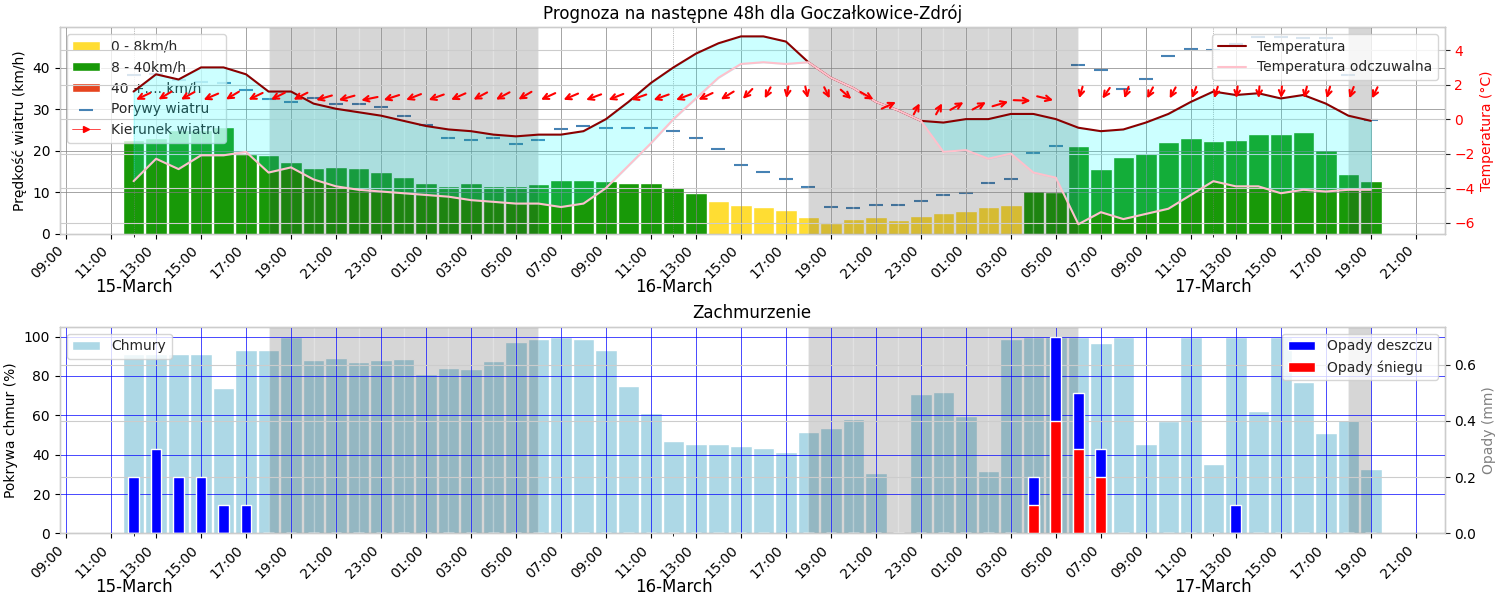 Prognoza na następne 48h dla Goczałkowice-Zdrój
Prędkość wiatru (km/h)
40
30
20
10
0
0 - 8km/h
8 - 40km/h
Porywy wiatru
Kierunek wiatru
Temperatura
Temperatura odczuwalna
4
2
0
−2
−4
−6
Temperatura (°C)
09:00 11:00 13:00 15:00 17:00 19:00 21:00 23:00 01:00 03:00 05:00 07:00 09:00 11:00 13:00 15:00 17:00 19:00 21:00 23:00 01:00 03:00 05:00 07:00 09:00 11:00 13:00 15:00 17:00 19:00 21:00
15-March 16-March 17-March
Zachmurzenie
Pokrywa chmur (%)
100
80
60
40
20
0
Chmury
Opady deszczu
Opady śniegu
0.6
0.4
0.2
0.0
Opady (mm)
09:00 11:00 13:00 15:00 17:00 19:00 21:00 23:00 01:00 03:00 05:00 07:00 09:00 11:00 13:00 15:00 17:00 19:00 21:00 23:00 01:00 03:00 05:00 07:00 09:00 11:00 13:00 15:00 17:00 19:00 21:00
15-March 16-March 17-March